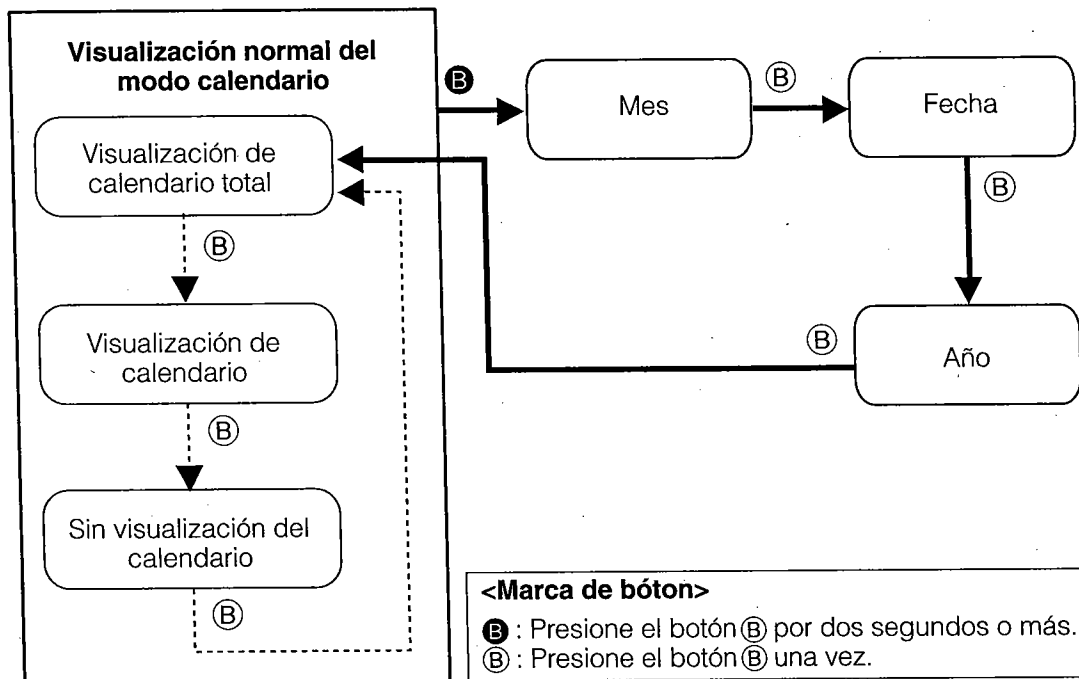 Visualización normal del
modo calendario
Visualización de
calendario total
Ⓑ
Visualización de
calendario
Ⓑ
Sin visualización del
calendario
Ⓑ
🅑
Mes
Ⓑ
Fecha
Ⓑ
Año
Ⓑ
<Marca de bóton>
🅑 : Presione el botón Ⓑ por dos segundos o más.
Ⓑ : Presione el botón Ⓑ una vez.